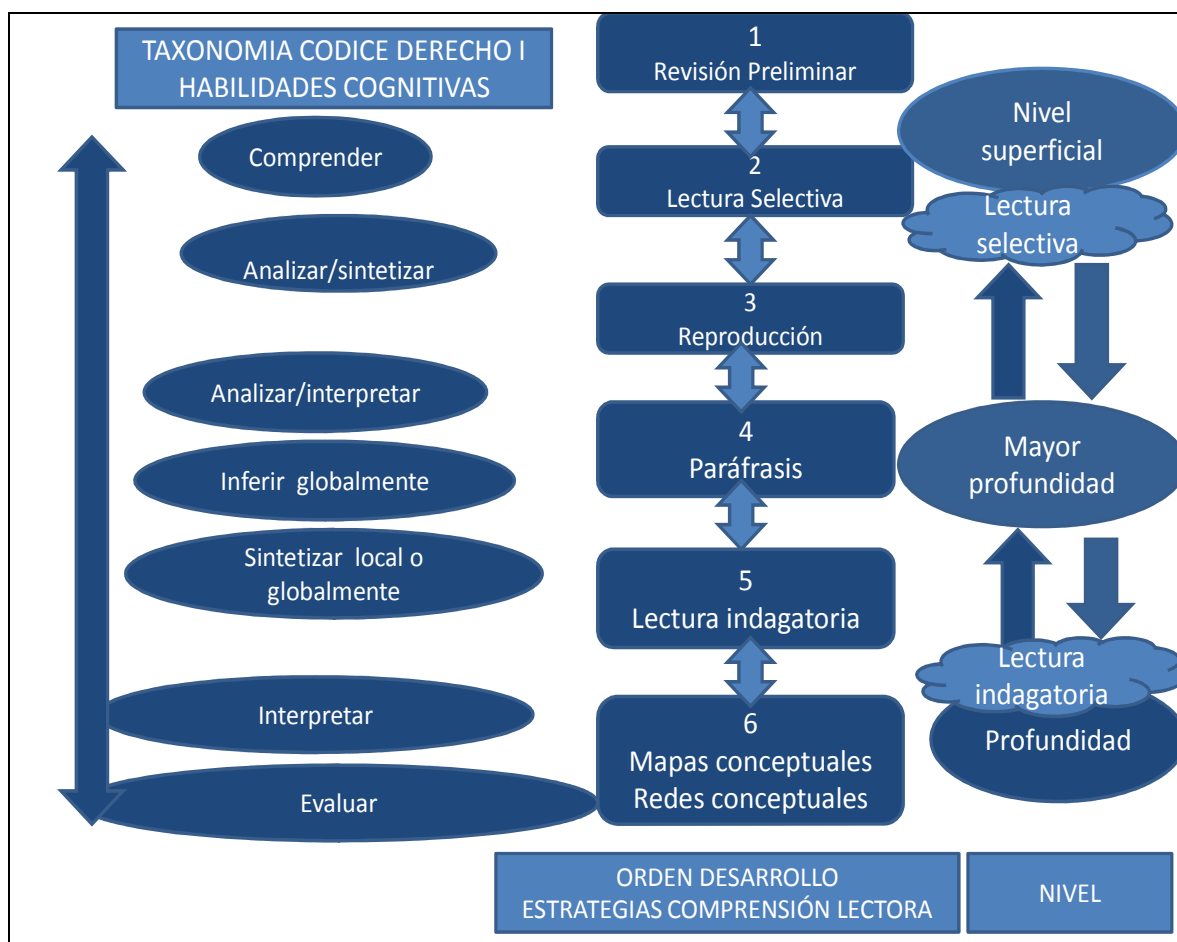 TAXONOMIA CODICE DERECHO I
HABILIDADES COGNITIVAS
Comprender
Analizar/sintetizar
Analizar/interpretar
Inferir globalmente
Sintetizar local o
globalmente
Interpretar
Evaluar
1
Revisión Preliminar
2
Lectura Selectiva
3
Reproducción
4
Paráfrasis
5
Lectura indagatoria
6
Mapas conceptuales
Redes conceptuales
ORDEN DESARROLLO
ESTRATEGIAS COMPRENSIÓN LECTORA
Nivel
superficial
Lectura
selectiva
Mayor
profundidad
Lectura
indagatoria
Profundidad
NIVEL